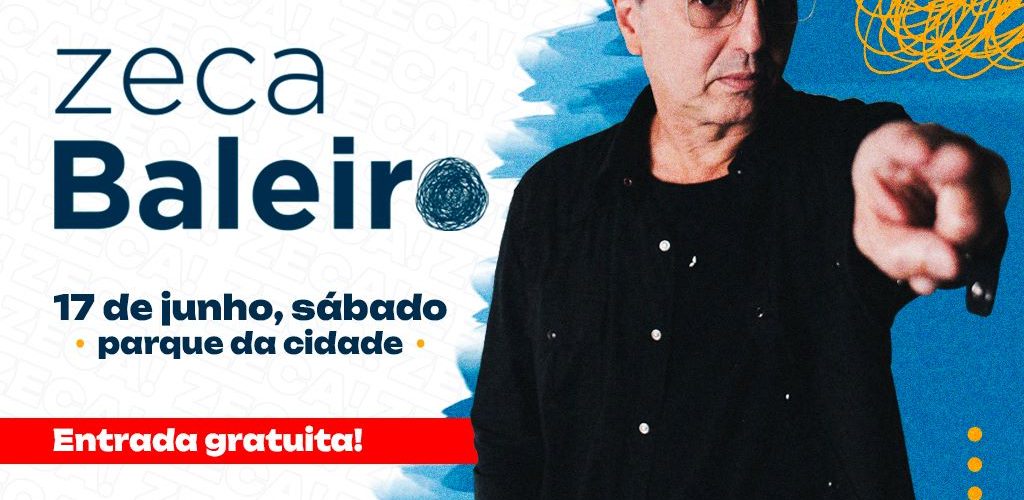 zeca
Baleiro
17 de junho, sábado
• parque da cidade •
Entrada gratuita!